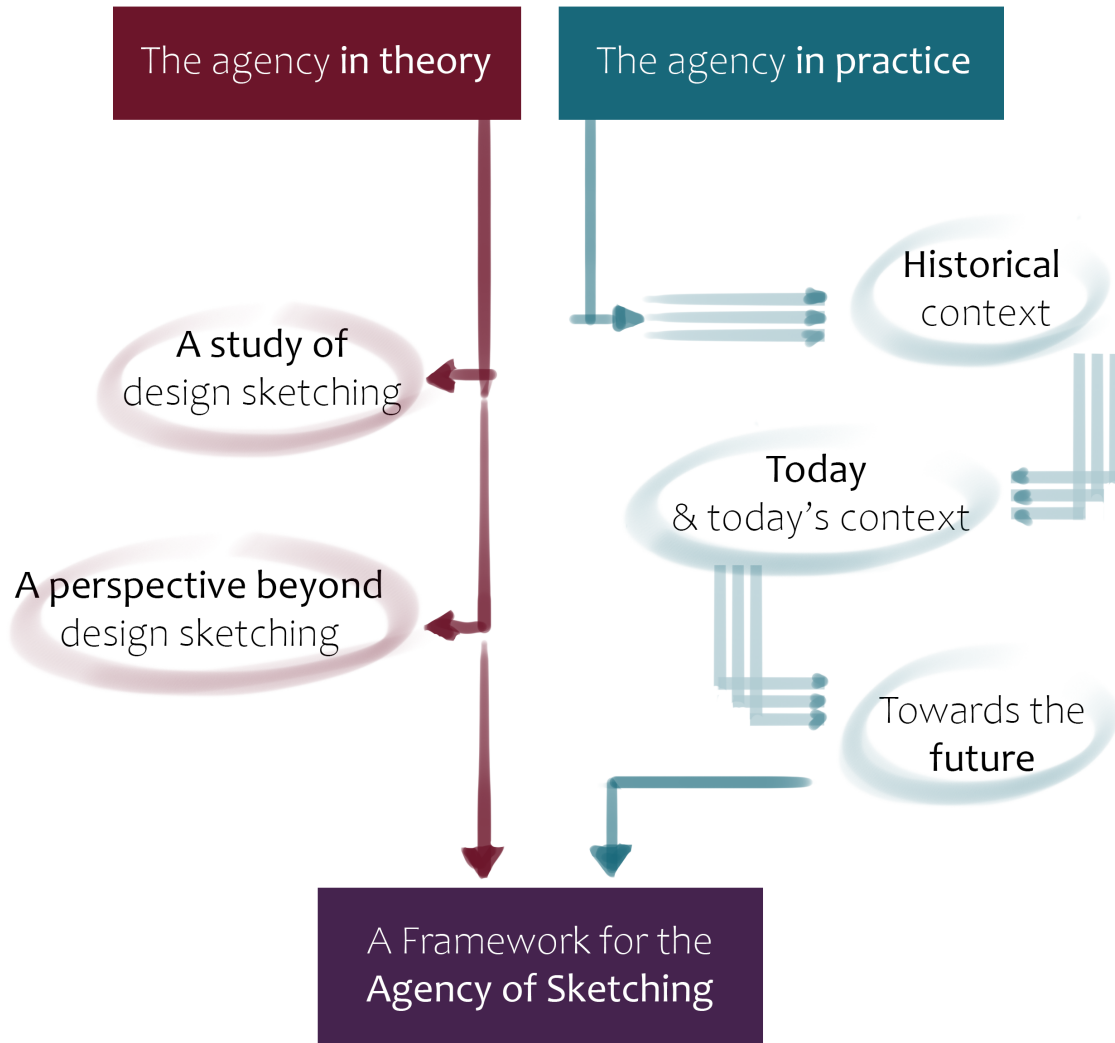 The agency in theory
The agency in practice
Historical
context
A study of
design sketching
Today
& today’s context
A perspective beyond
design sketching
Towards the
future
A Framework for the
Agency of Sketching